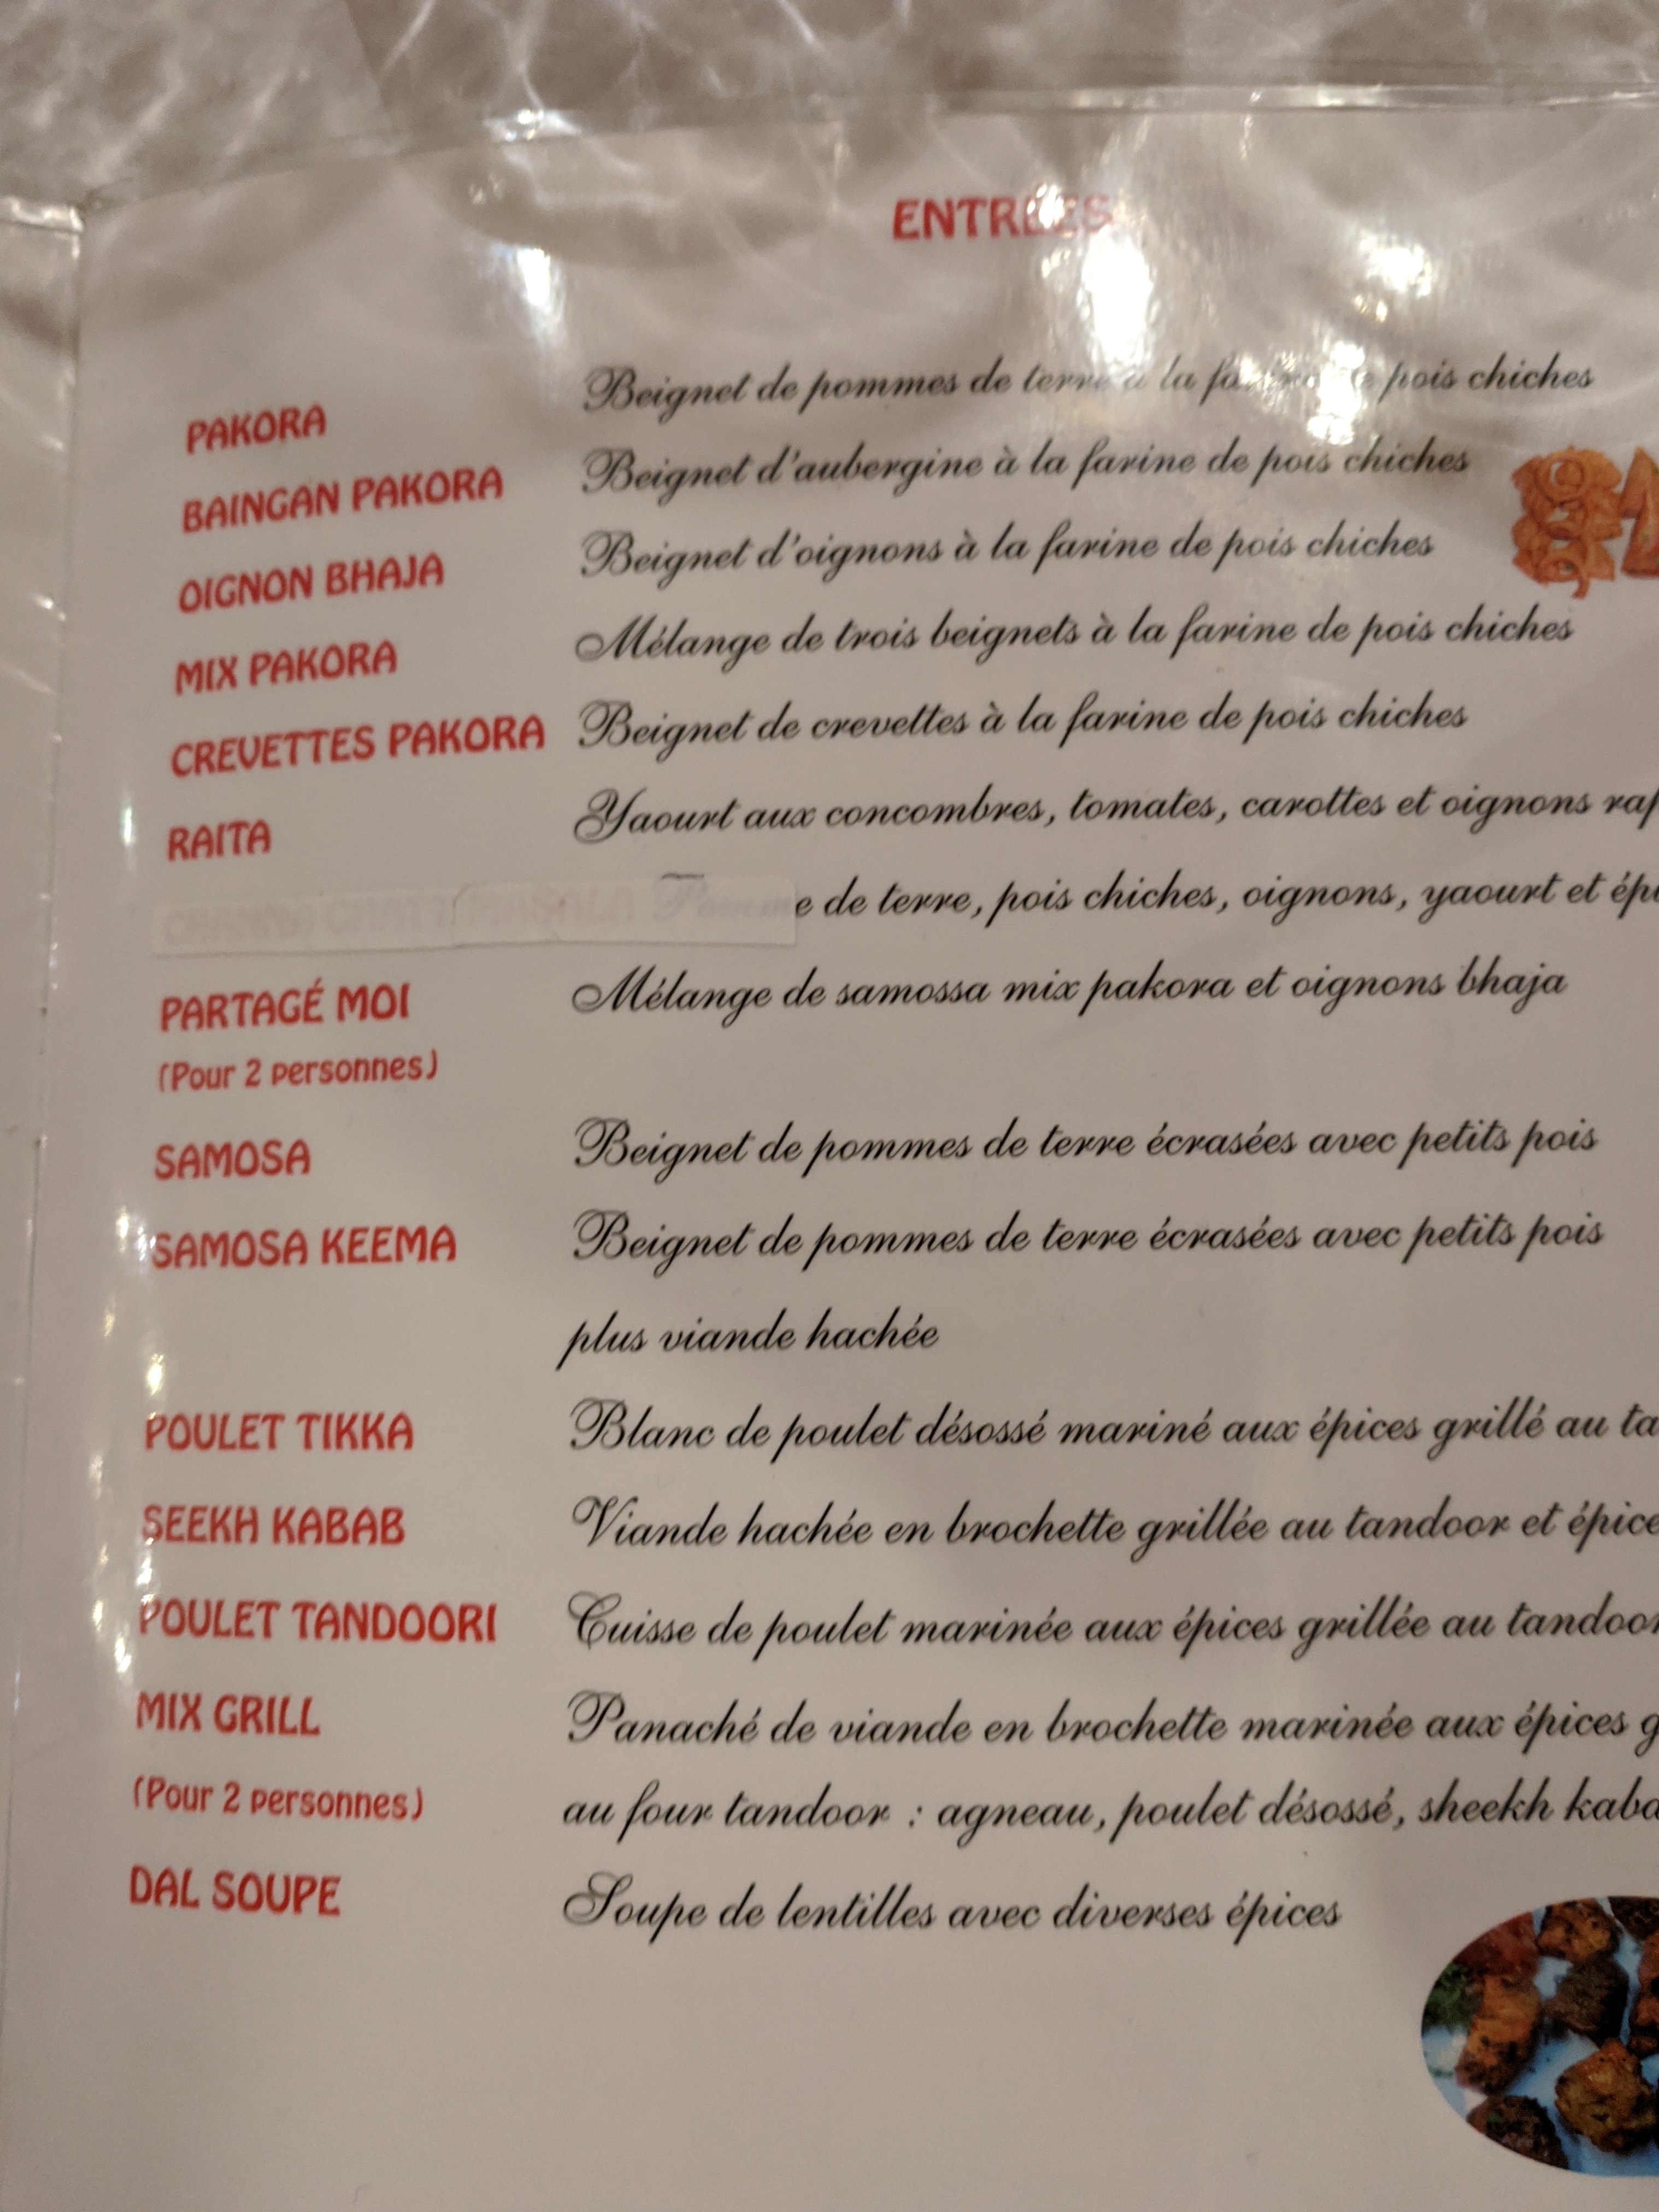 ENTRÉES
PAKORA Beignet de pommes de terre à la farine de pois chiches
BAINGAN PAKORA Beignet d'aubergine à la farine de pois chiches
OIGNON BHAJA Beignet d'oignons à la farine de pois chiches
MIX PAKORA Mélange de trois beignets à la farine de pois chiches
CREVETTES PAKORA Beignet de crevettes à la farine de pois chiches
RAITA Yaourt aux concombres, tomates, carottes et oignons
de terre, pois chiches, oignons, yaourt et
PARTAGÉ MOI Mélange de samossa mix pakora et oignons bhaja
(Pour 2 personnes)
SAMOSA Beignet de pommes de terre écrasées avec petits pois
SAMOSA KEEMA Beignet de pommes de terre écrasées avec petits pois
plus viande hachée
POULET TIKKA Blanc de poulet désossé mariné aux épices grillé au
SEEKH KABAB Viande hachée en brochette grillée au tandoor et
POULET TANDOORI Cuisse de poulet marinée aux épices grillée au tandoor
MIX GRILL Panaché de viande en brochette marinée aux épices
(Pour 2 personnes) au four tandoor : agneau, poulet désossé, sheekh
DAL SOUPE Soupe de lentilles avec diverses épices